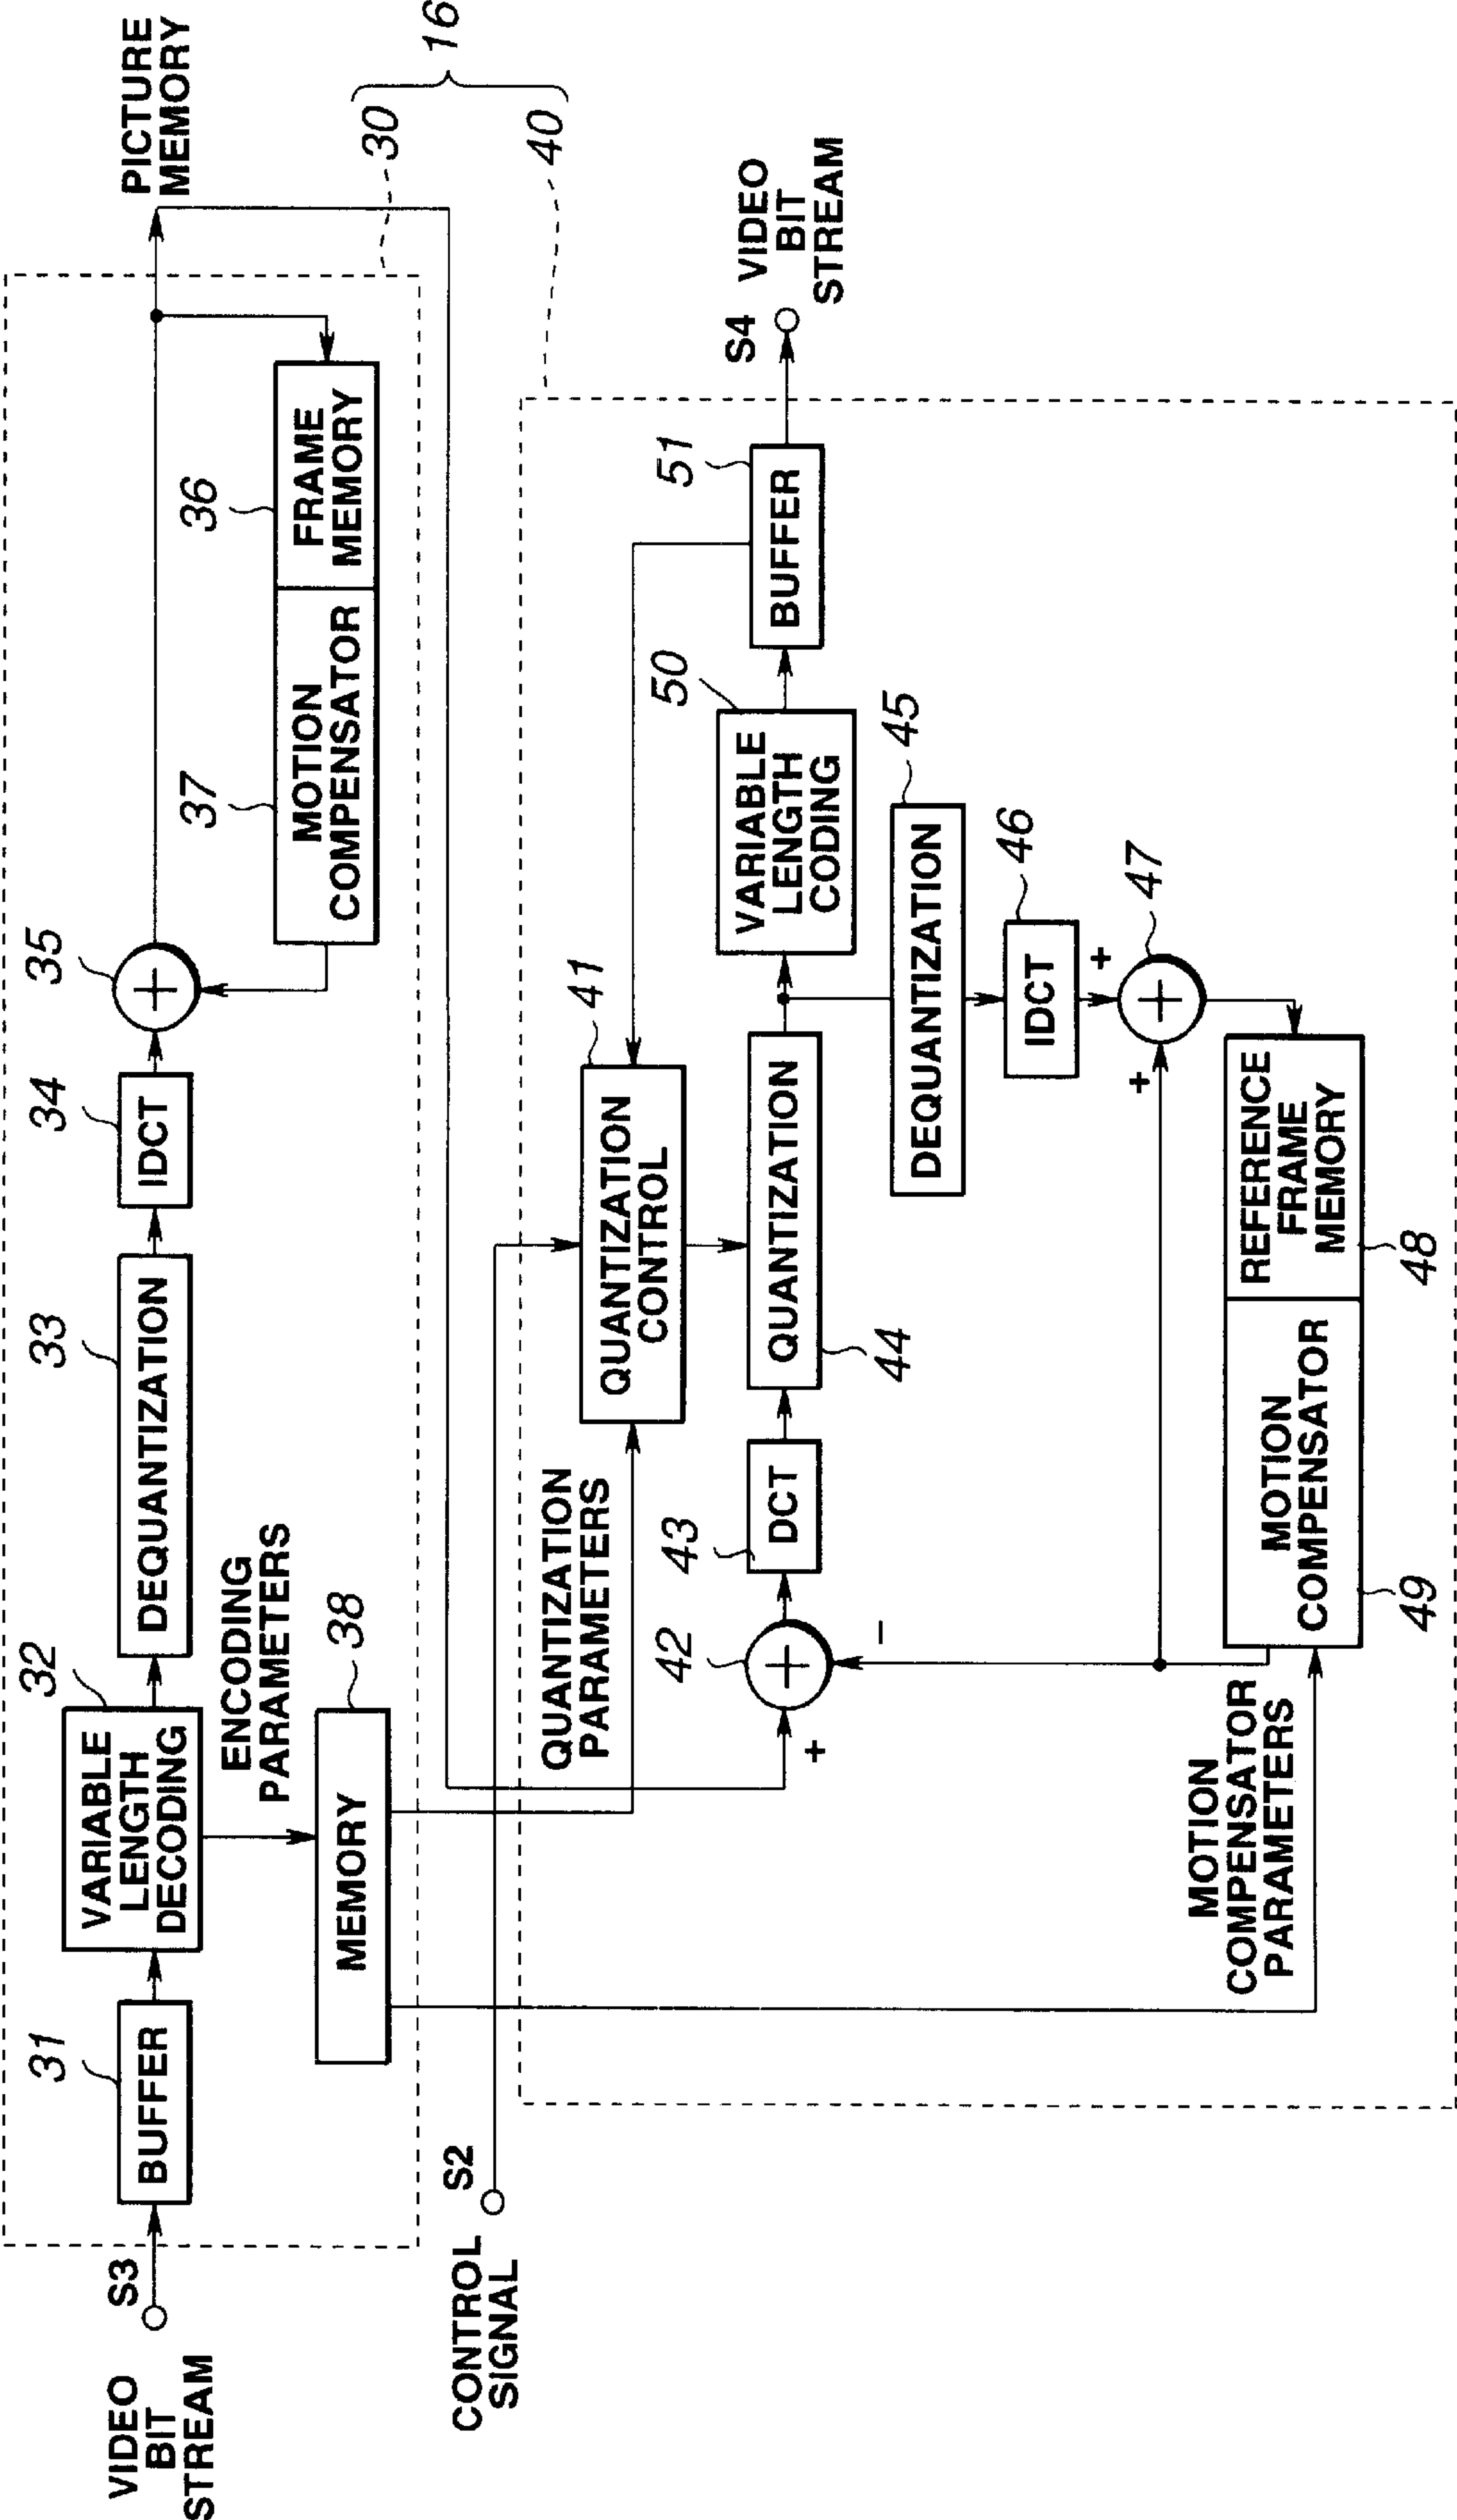 VIDEO
BIT
STREAM
S3
31
BUFFER
32
VARIABLE
LENGTH
DECODING
33
DEQUANTIZATION
34
IDCT
35
+
37
MOTION
COMPENSATOR
36
FRAME
MEMORY
PICTURE
MEMORY
ENCODING
PARAMETERS
38
MEMORY
30
16
40
CONTROL
SIGNAL
S2
QUANTIZATION
PARAMETERS
41
QUANTIZATION
CONTROL
42
+
+
−
43
DCT
44
QUANTIZATION
50
VARIABLE
LENGTH
CODING
51
BUFFER
S4
VIDEO
BIT
STREAM
45
DEQUANTIZATION
46
IDCT
+
47
+
+
MOTION
COMPENSATOR
PARAMETERS
MOTION
COMPENSATOR
49
REFERENCE
FRAME
MEMORY
48